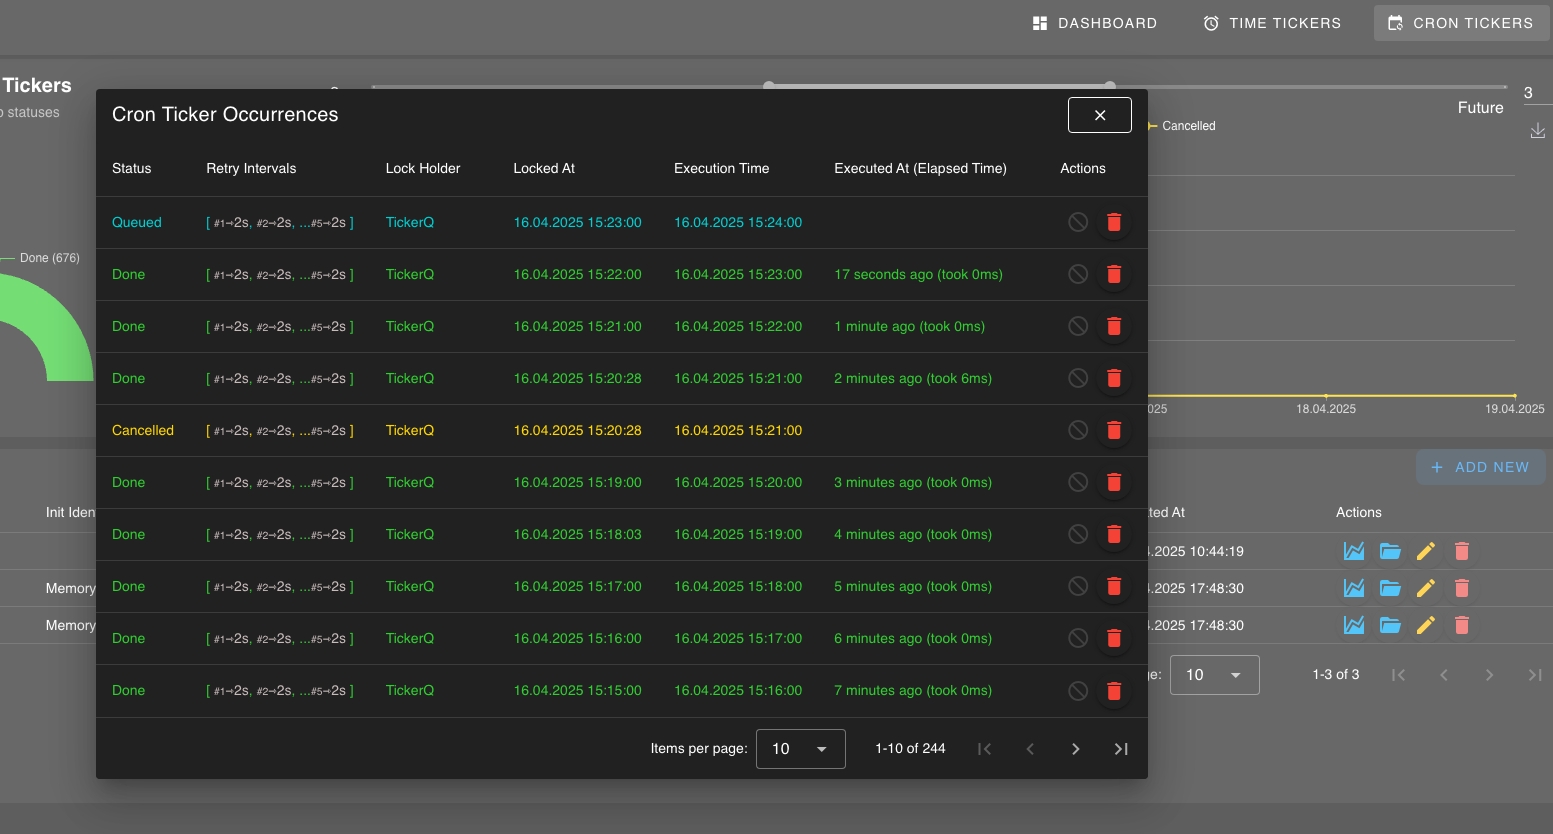 DASHBOARD TIME TICKERS CRON TICKERS
Tickers
statuses
3
Future
Cancelled
Done (676)
18.04.2025 19.04.2025
+ ADD NEW
Cron Ticker Occurrences
Status Retry Intervals Lock Holder Locked At Execution Time Executed At (Elapsed Time) Actions
Queued [ #1→2s, #2→2s, ...#5→2s ] TickerQ 16.04.2025 15:23:00 16.04.2025 15:24:00
Done [ #1→2s, #2→2s, ...#5→2s ] TickerQ 16.04.2025 15:22:00 16.04.2025 15:23:00 17 seconds ago (took 0ms)
Done [ #1→2s, #2→2s, ...#5→2s ] TickerQ 16.04.2025 15:21:00 16.04.2025 15:22:00 1 minute ago (took 0ms)
Done [ #1→2s, #2→2s, ...#5→2s ] TickerQ 16.04.2025 15:20:28 16.04.2025 15:21:00 2 minutes ago (took 6ms)
Cancelled [ #1→2s, #2→2s, ...#5→2s ] TickerQ 16.04.2025 15:20:28 16.04.2025 15:21:00
Done [ #1→2s, #2→2s, ...#5→2s ] TickerQ 16.04.2025 15:19:00 16.04.2025 15:20:00 3 minutes ago (took 0ms)
Done [ #1→2s, #2→2s, ...#5→2s ] TickerQ 16.04.2025 15:18:03 16.04.2025 15:19:00 4 minutes ago (took 0ms)
Done [ #1→2s, #2→2s, ...#5→2s ] TickerQ 16.04.2025 15:17:00 16.04.2025 15:18:00 5 minutes ago (took 0ms)
Done [ #1→2s, #2→2s, ...#5→2s ] TickerQ 16.04.2025 15:16:00 16.04.2025 15:17:00 6 minutes ago (took 0ms)
Done [ #1→2s, #2→2s, ...#5→2s ] TickerQ 16.04.2025 15:15:00 16.04.2025 15:16:00 7 minutes ago (took 0ms)
Items per page: 10 1-10 of 244
Init Iden
At Actions
.2025 10:44:19
Memory .2025 17:48:30
Memory .2025 17:48:30
10 1-3 of 3